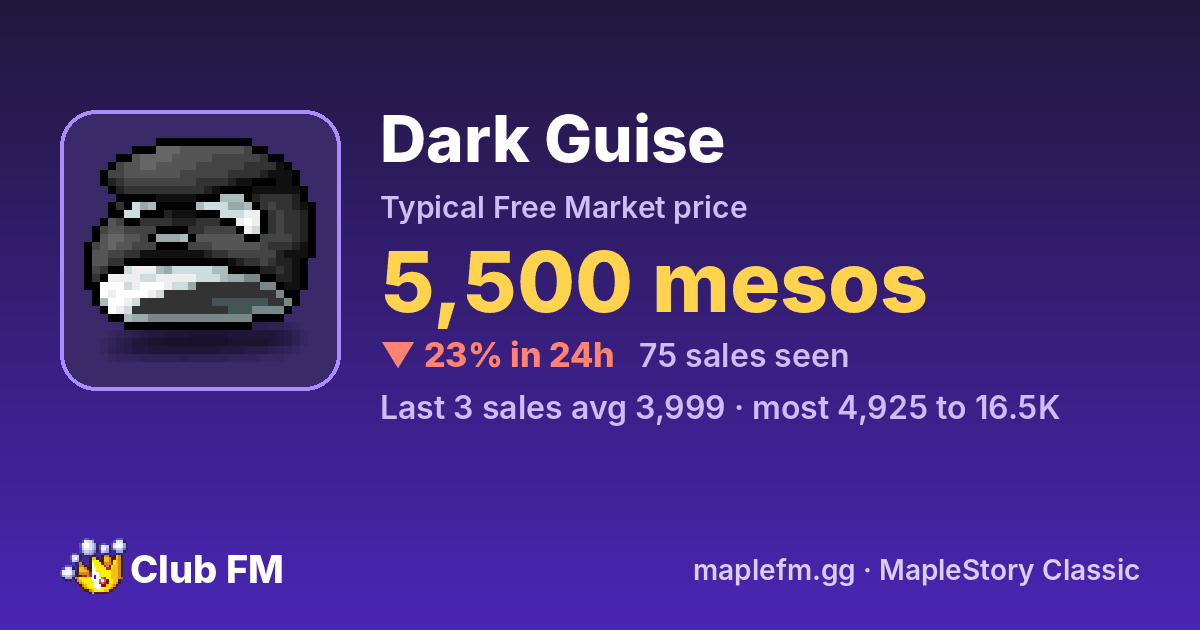 Dark Guise
Typical Free Market price
5,500 mesos
▼ 23% in 24h 75 sales seen
Last 3 sales avg 3,999 · most 4,925 to 16.5K
Club FM
maplefm.gg · MapleStory Classic